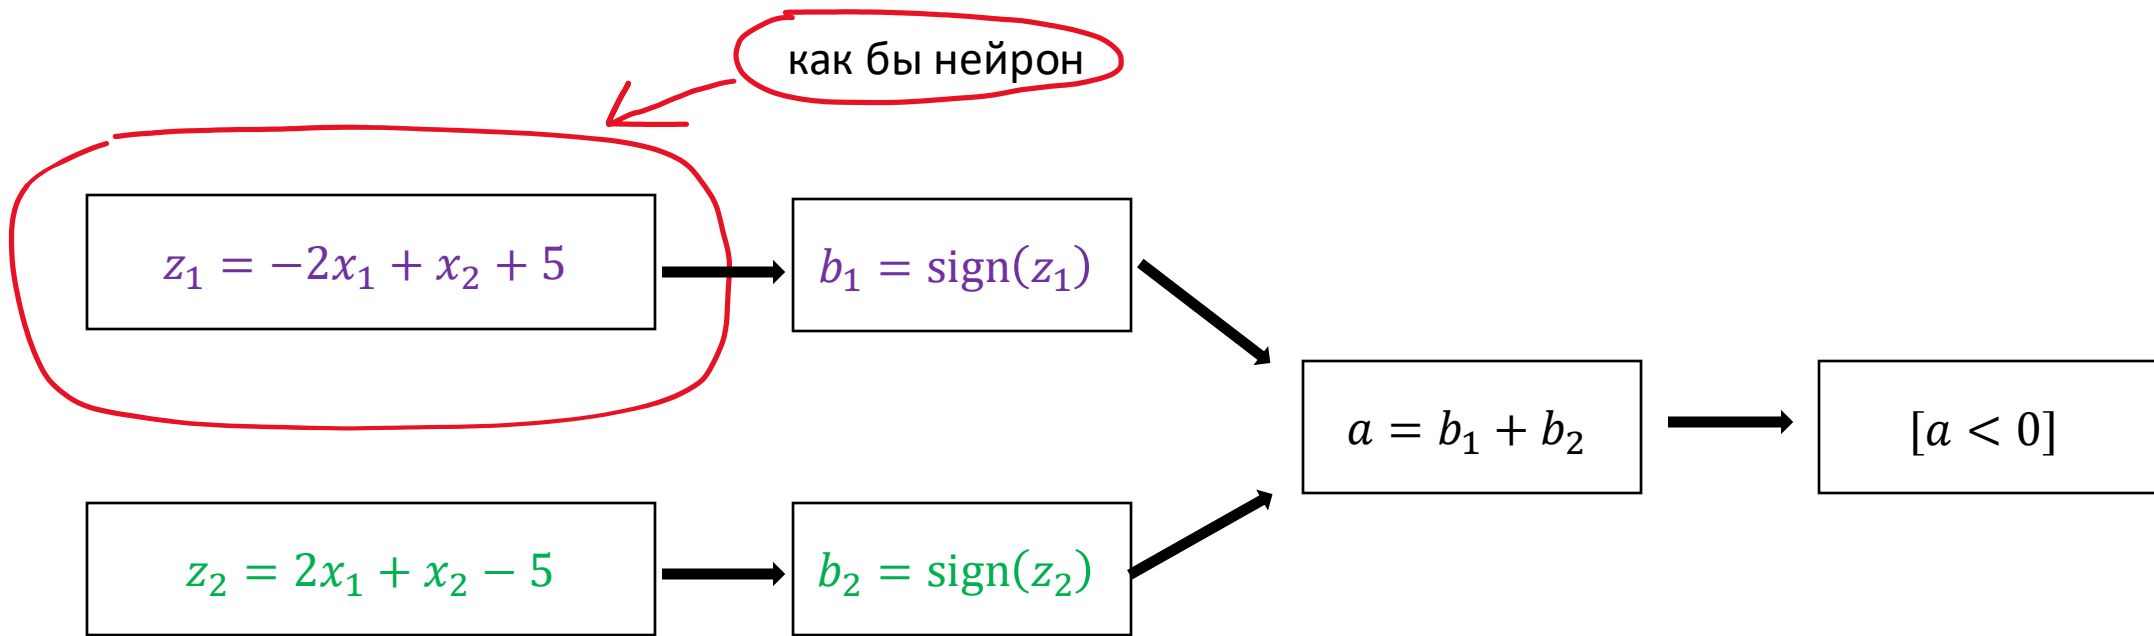 как бы нейрон
z₁ = −2x₁ + x₂ + 5
b₁ = sign(z₁)
a = b₁ + b₂
[a < 0]
z₂ = 2x₁ + x₂ − 5
b₂ = sign(z₂)